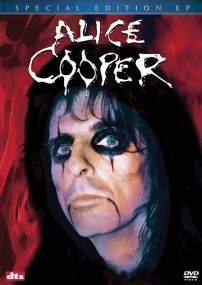 SPECIAL EDITION EP
ALICE
COOPER
dts
DVD
VIDEO